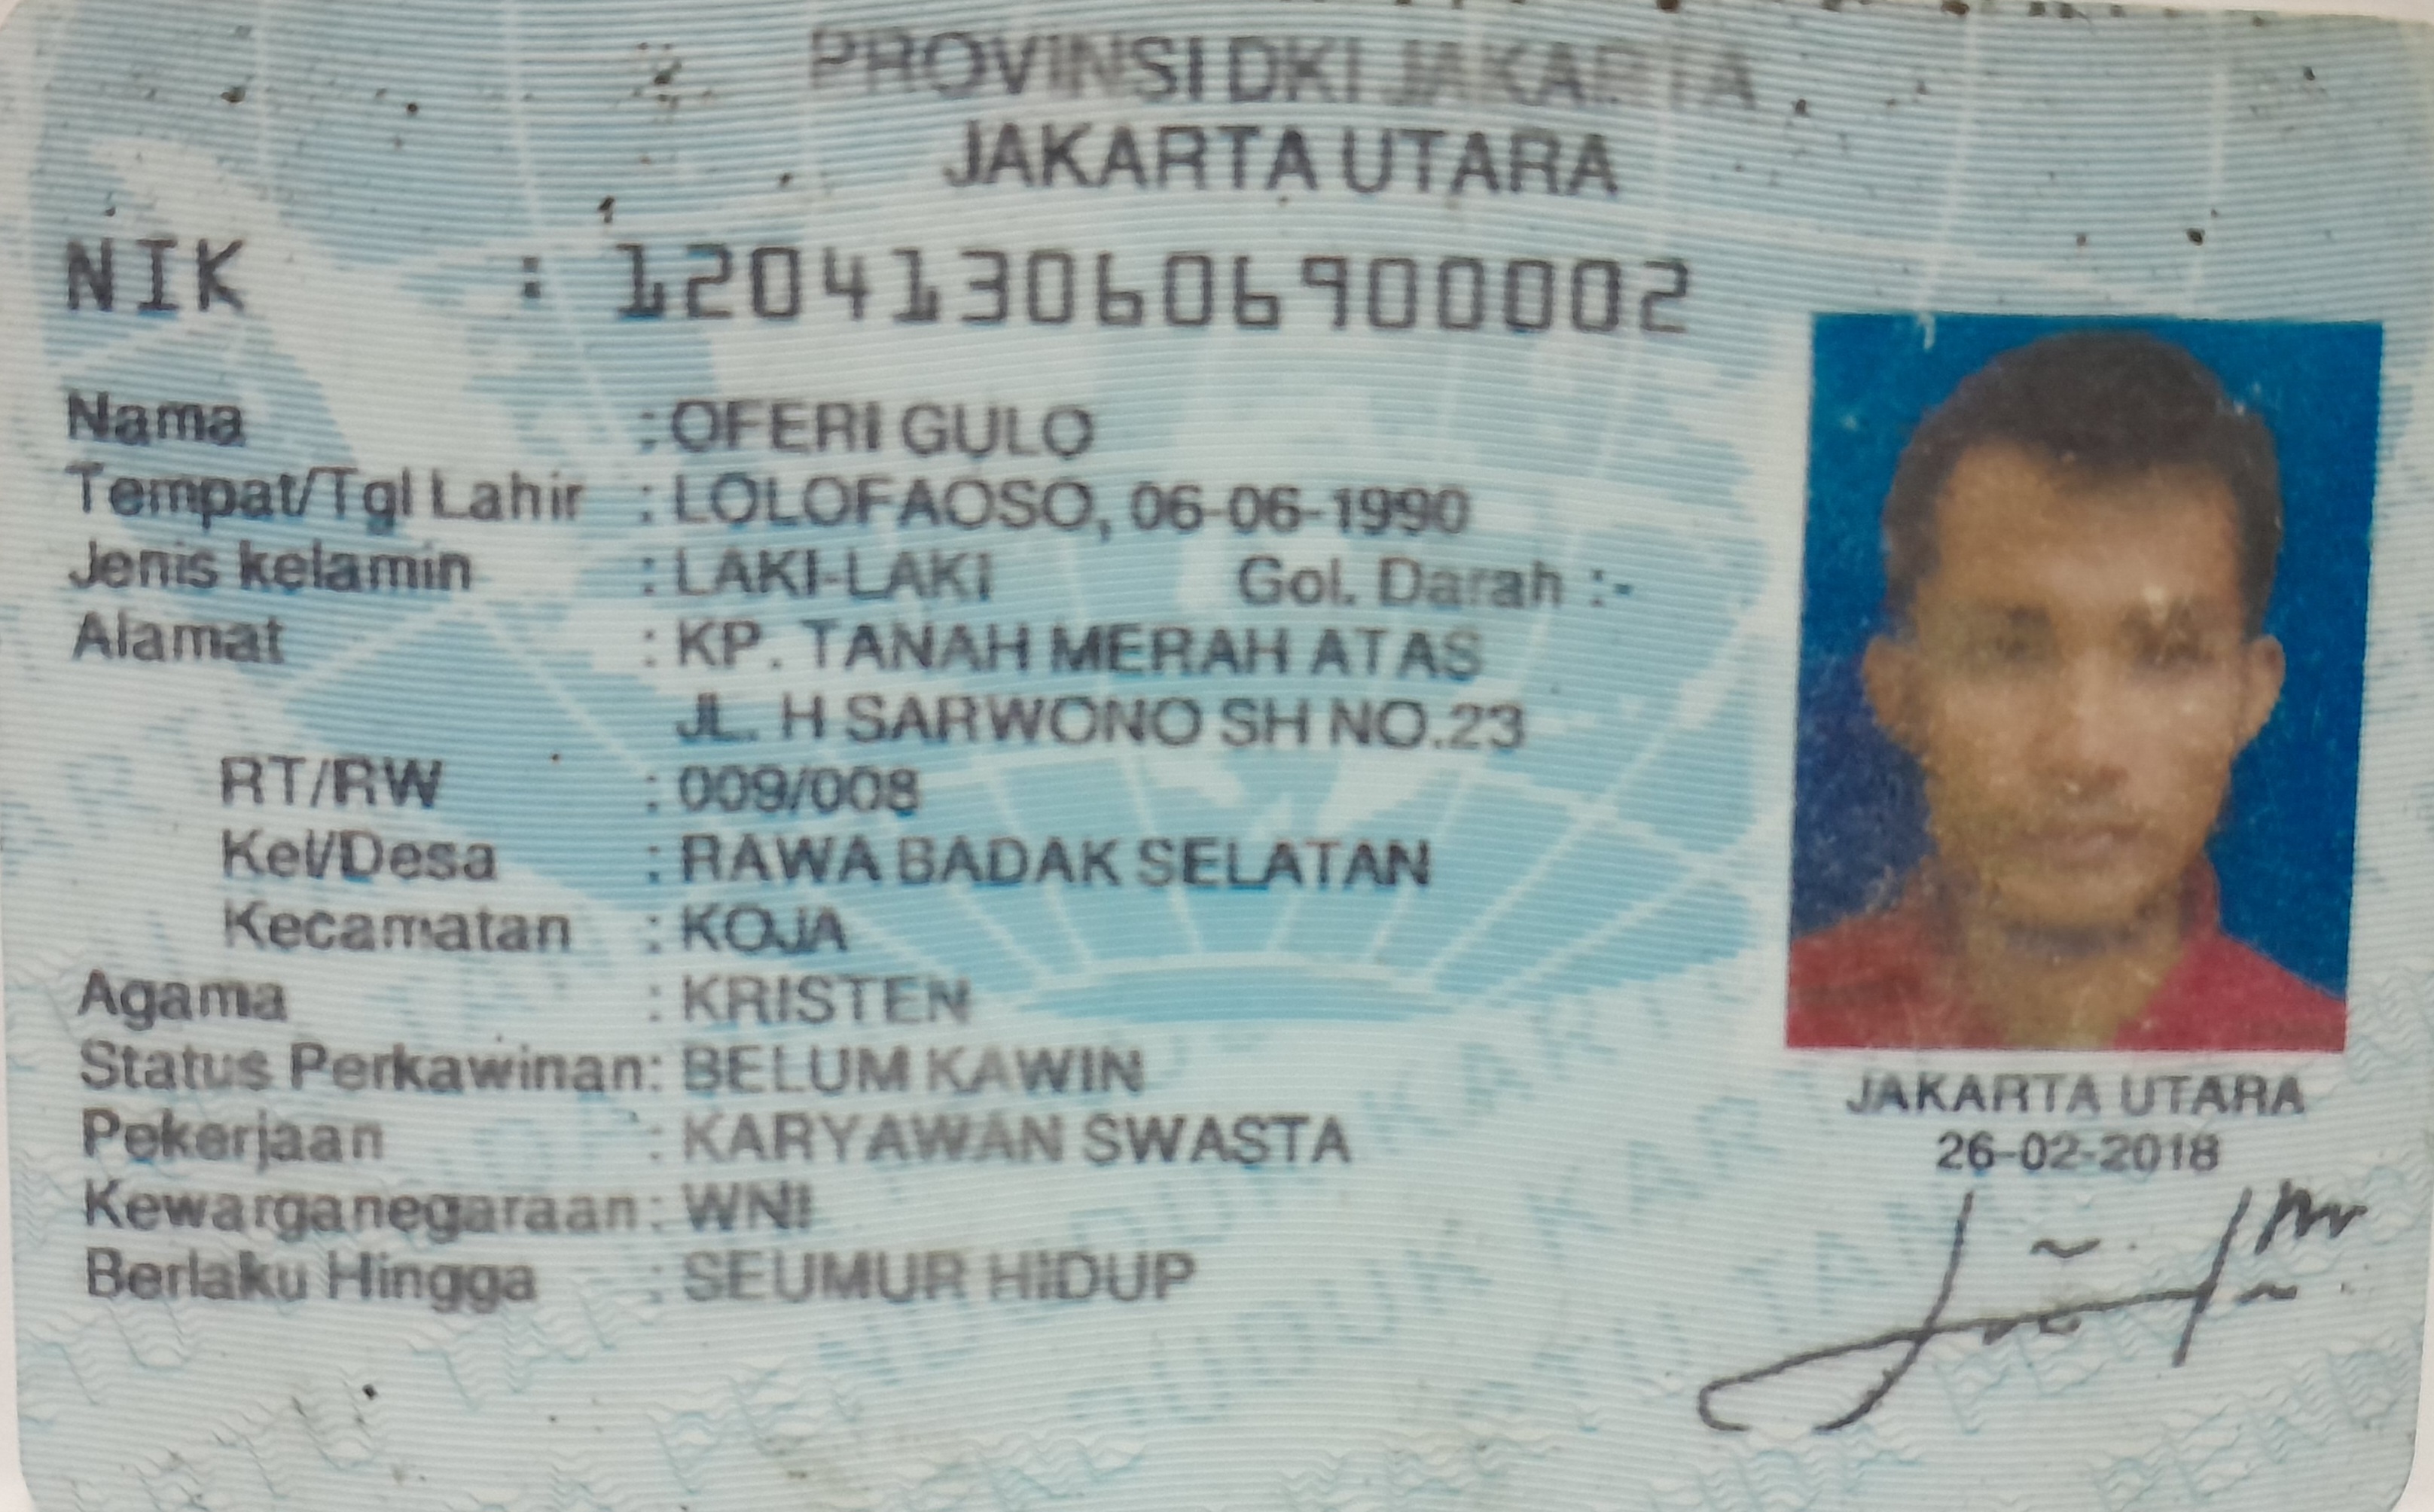 PROVINSI DKI JAKARTA
JAKARTA UTARA
NIK : 1204130606900002
Nama : OFERI GULO
Tempat/Tgl Lahir : LOLOFAOSO, 06-06-1990
Jenis kelamin : LAKI-LAKI Gol. Darah :-
Alamat : KP. TANAH MERAH ATAS
JL. H SARWONO SH NO.23
RT/RW : 009/008
Kel/Desa : RAWA BADAK SELATAN
Kecamatan : KOJA
Agama : KRISTEN
Status Perkawinan: BELUM KAWIN
Pekerjaan : KARYAWAN SWASTA
Kewarganegaraan: WNI
Berlaku Hingga : SEUMUR HIDUP
JAKARTA UTARA
26-02-2018